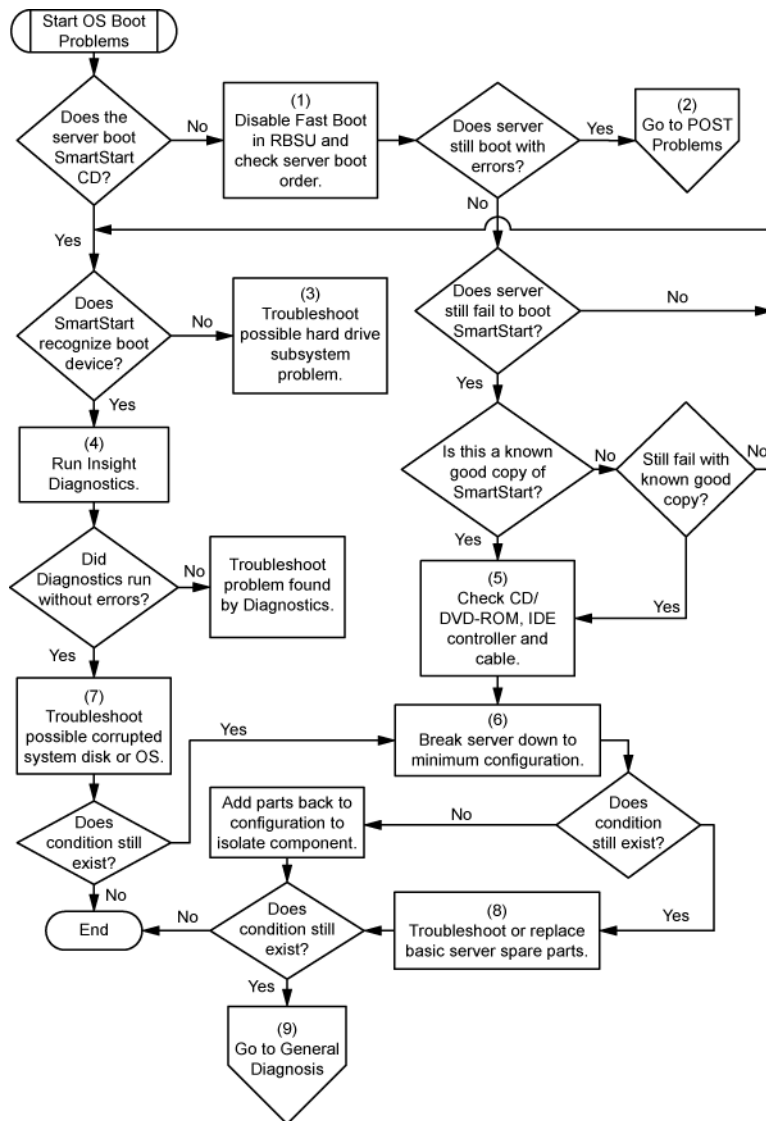 Start OS Boot
Problems
Does the
server boot
SmartStart
CD?
No
(1)
Disable Fast Boot
in RBSU and
check server boot
order.
Does server
still boot with
errors?
Yes
(2)
Go to POST
Problems
No
Yes
Does
SmartStart
recognize boot
device?
No
(3)
Troubleshoot
possible hard drive
subsystem
problem.
Does server
still fail to boot
SmartStart?
No
Yes
Yes
(4)
Run Insight
Diagnostics.
Is this a known
good copy of
SmartStart?
No
Still fail with
known good
copy?
No
Yes
Did
Diagnostics run
without errors?
No
Troubleshoot
problem found
by Diagnostics.
(5)
Check CD/
DVD-ROM, IDE
controller and
cable.
Yes
Yes
(7)
Troubleshoot
possible corrupted
system disk or OS.
Yes
(6)
Break server down to
minimum configuration.
Does
condition still
exist?
Add parts back to
configuration to
isolate component.
No
Does
condition still
exist?
Yes
No
End
No
Does
condition still
exist?
(8)
Troubleshoot or replace
basic server spare parts.
Yes
(9)
Go to General
Diagnosis